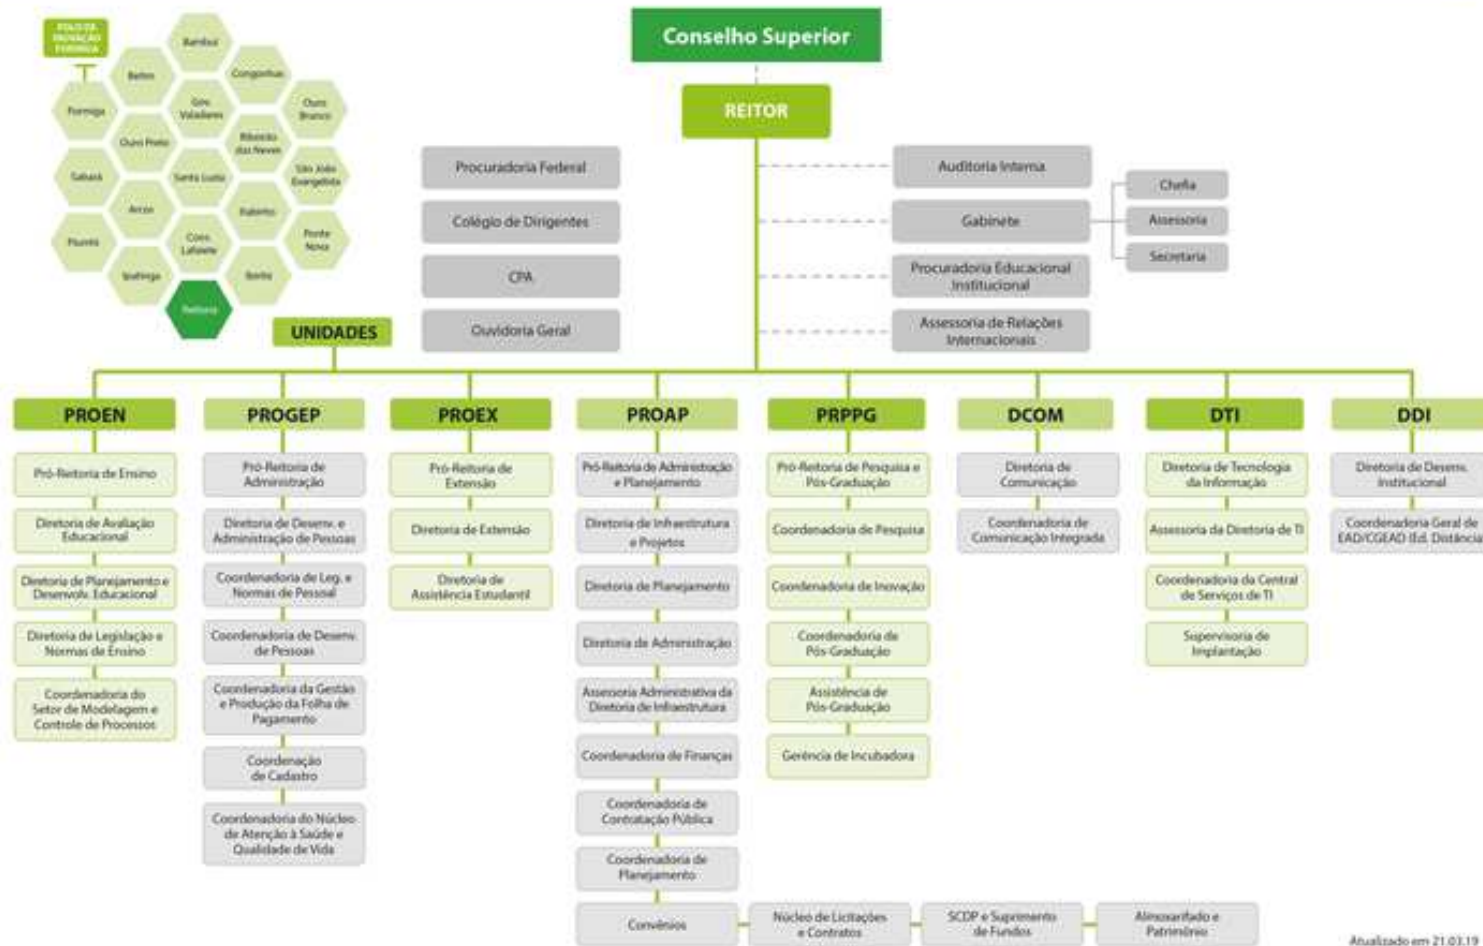 POLO DE
INOVAÇÃO
FORMIGA
Bambuí
Betim
Congonhas
Formiga
Gov.
Valadares
Ouro
Branco
Ouro Preto
Ribeirão
das Neves
Sabará
Santa Luzia
São João
Evangelista
Arcos
Itabirito
Piumhi
Cons.
Lafaiete
Ponte
Nova
Ipatinga
Ibirité
Reitoria
Conselho Superior
REITOR
Procuradoria Federal
Colégio de Dirigentes
CPA
Ouvidoria Geral
Auditoria Interna
Gabinete
Chefia
Assessoria
Secretaria
Procuradoria Educacional
Institucional
Assessoria de Relações
Internacionais
UNIDADES
PROEN
Pró-Reitoria de Ensino
Diretoria de Avaliação
Educacional
Diretoria de Planejamento e
Desenvolv. Educacional
Diretoria de Legislação e
Normas de Ensino
Coordenadoria do
Setor de Modelagem e
Controle de Processos
PROGEP
Pró-Reitoria de
Administração
Diretoria de Desenv. e
Administração de Pessoas
Coordenadoria de Leg. e
Normas de Pessoal
Coordenadoria de Desenv.
de Pessoas
Coordenadoria da Gestão
e Produção da Folha de
Pagamento
Coordenação
de Cadastro
Coordenadoria do Núcleo
de Atenção à Saúde e
Qualidade de Vida
PROEX
Pró-Reitoria de
Extensão
Diretoria de Extensão
Diretoria de
Assistência Estudantil
PROAP
Pró-Reitoria de Administração
e Planejamento
Diretoria de Infraestrutura
e Projetos
Diretoria de Planejamento
Diretoria de Administração
Assessoria Administrativa da
Diretoria de Infraestrutura
Coordenadoria de Finanças
Coordenadoria de
Contratação Pública
Coordenadoria de
Planejamento
Convênios
Núcleo de Licitações
e Contratos
SCDP e Suprimento
de Fundos
Almoxarifado e
Patrimônio
PRPPG
Pró-Reitoria de Pesquisa e
Pós-Graduação
Coordenadoria de Pesquisa
Coordenadoria de Inovação
Coordenadoria de
Pós-Graduação
Assistência de
Pós-Graduação
Gerência de Incubadora
DCOM
Diretoria de
Comunicação
Coordenadoria de
Comunicação Integrada
DTI
Diretoria de Tecnologia
da Informação
Assessoria da Diretoria de TI
Coordenadoria da Central
de Serviços de TI
Supervisoria de
Implantação
DDI
Diretoria de Desenv.
Institucional
Coordenadoria Geral de
EAD/CGEAD (Ed. Distância
Atualizado em 21.03.19